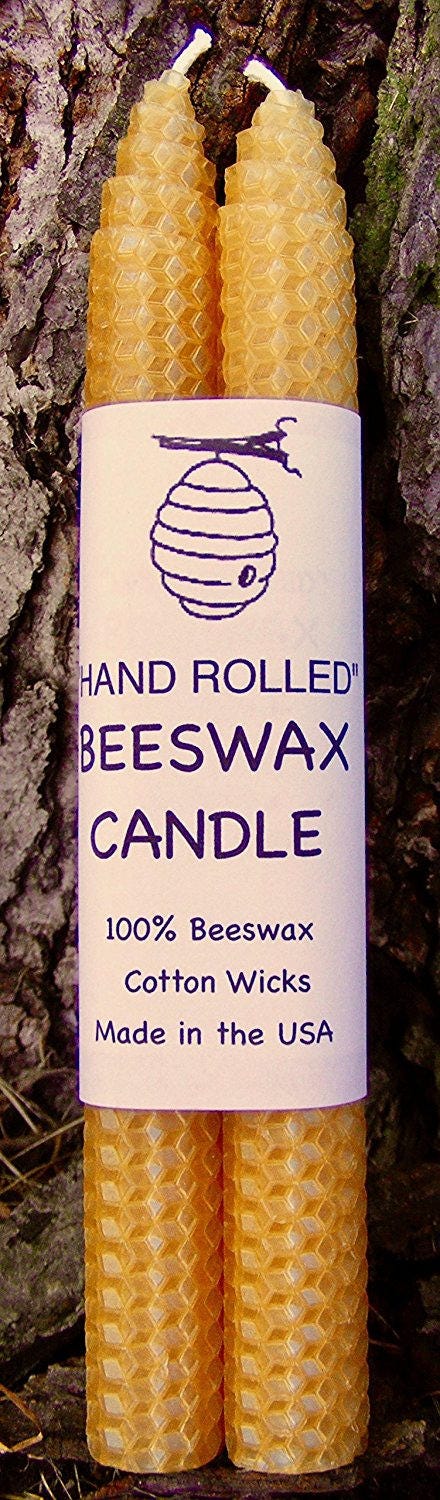 "HAND ROLLED"
BEESWAX
CANDLE
100% Beeswax
Cotton Wicks
Made in the USA